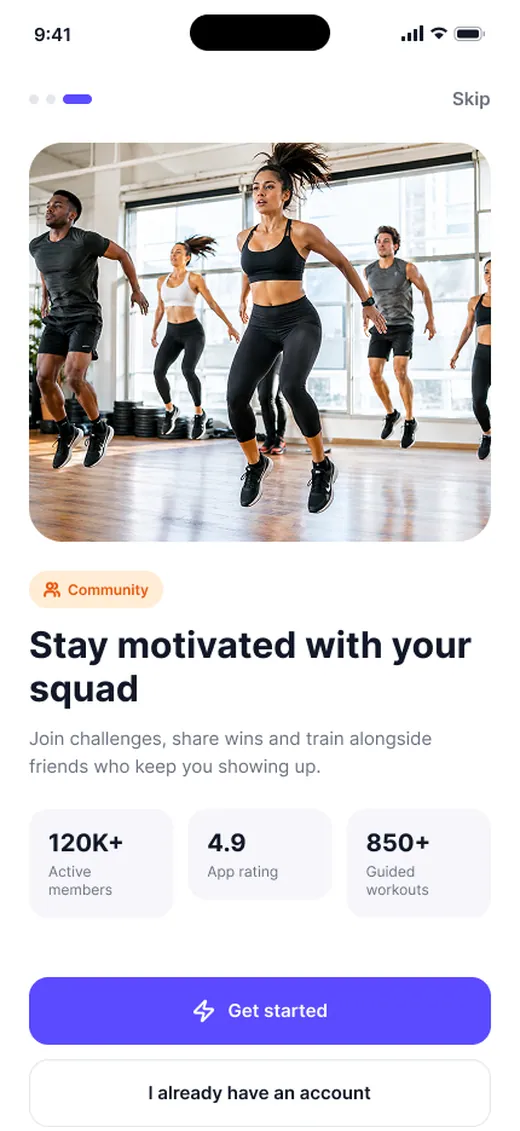 9:41
Skip
Community
Stay motivated with your
squad
Join challenges, share wins and train alongside
friends who keep you showing up.
120K+
Active
members
4.9
App rating
850+
Guided
workouts
Get started
I already have an account